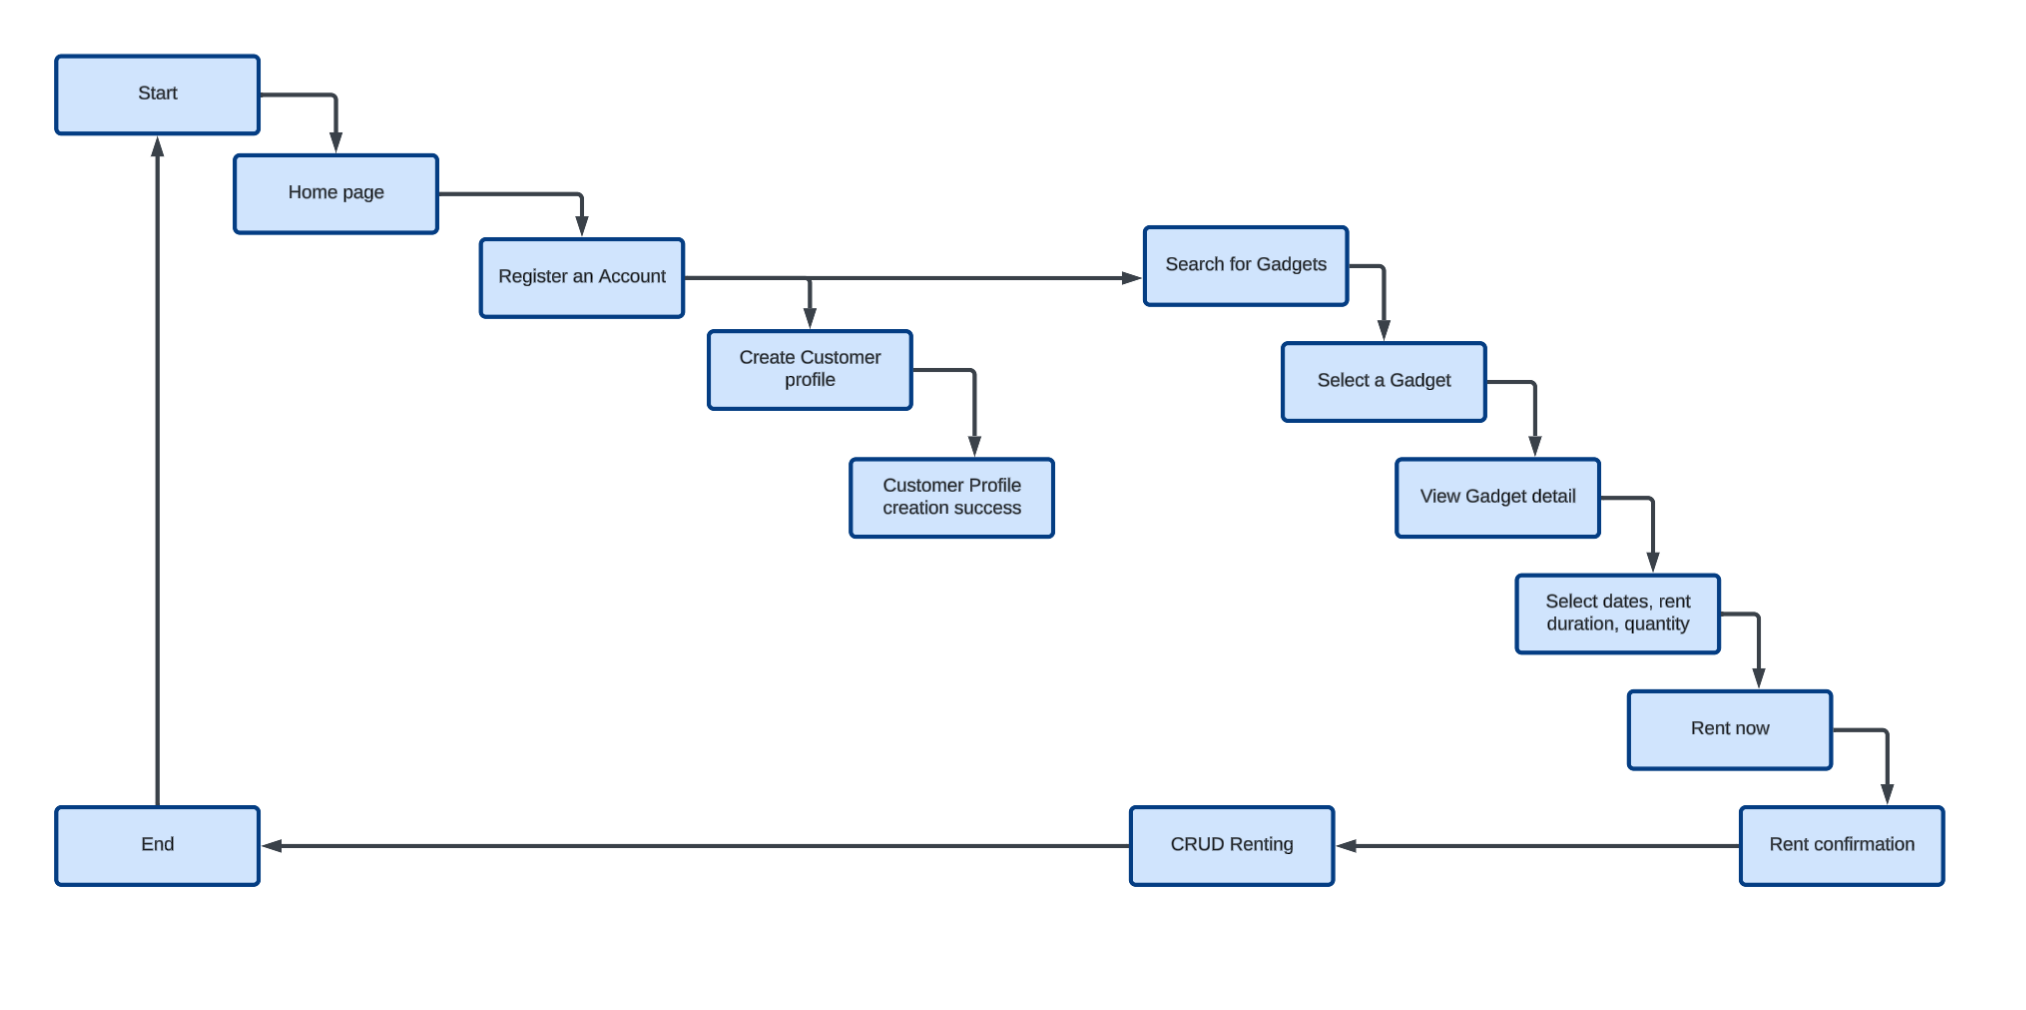 Start
Home page
Register an Account
Create Customer
profile
Customer Profile
creation success
Search for Gadgets
Select a Gadget
View Gadget detail
Select dates, rent
duration, quantity
Rent now
Rent confirmation
CRUD Renting
End